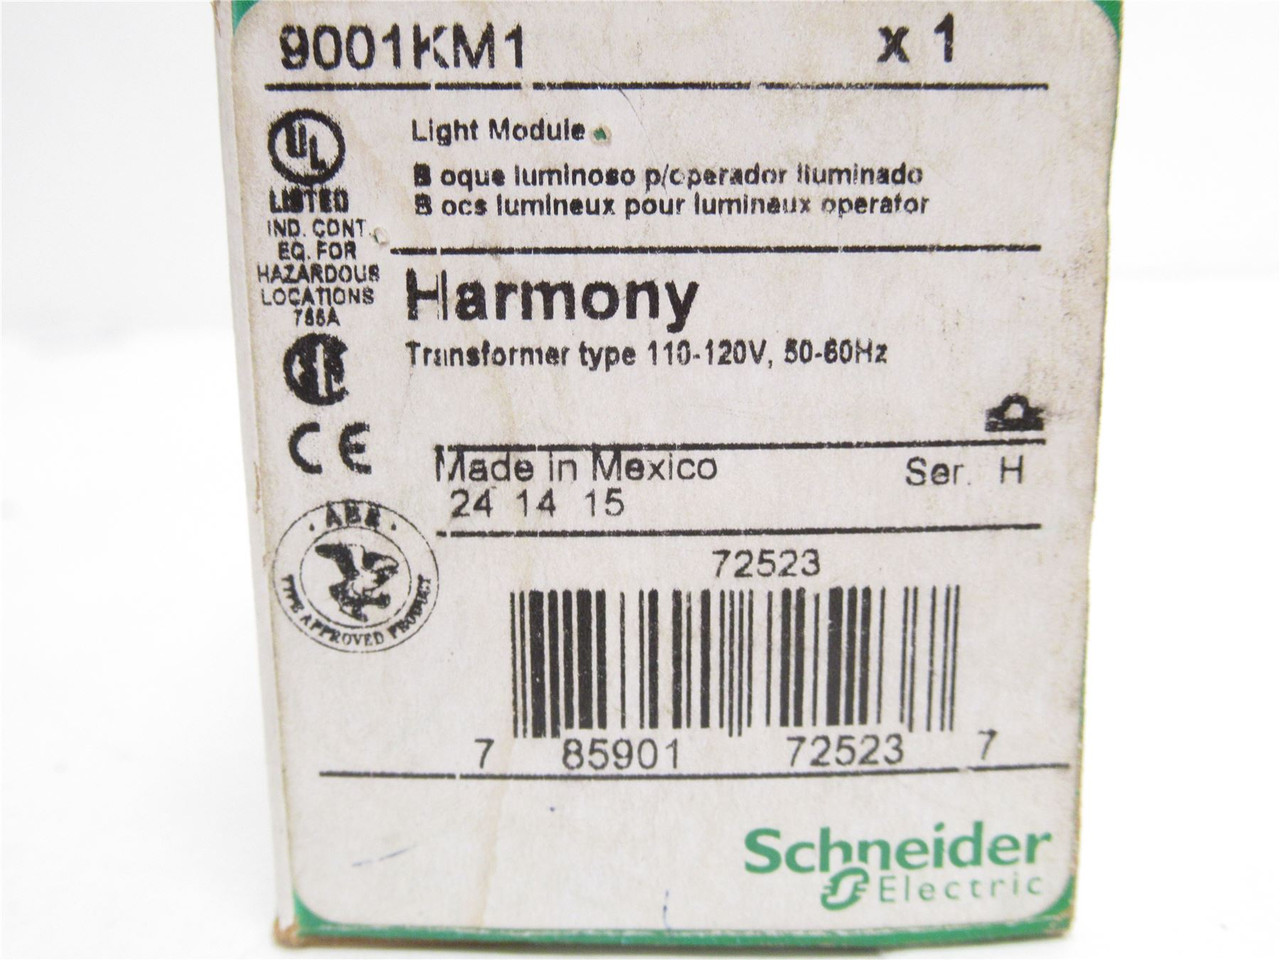 9001KM1 x 1
UL
LISTED
IND. CONT.
EQ. FOR
HAZARDOUS
LOCATIONS
Light Module
B oque luminoso p/operador iluminado
B ocs lumineux pour lumineux operator
Harmony
Transformer type 110-120V, 50-60Hz
CE
Made in Mexico Ser. H
24 14 15
ABS
TYPE APPROVED PRODUCT
72523
7 85901 72523 7
Schneider
Electric